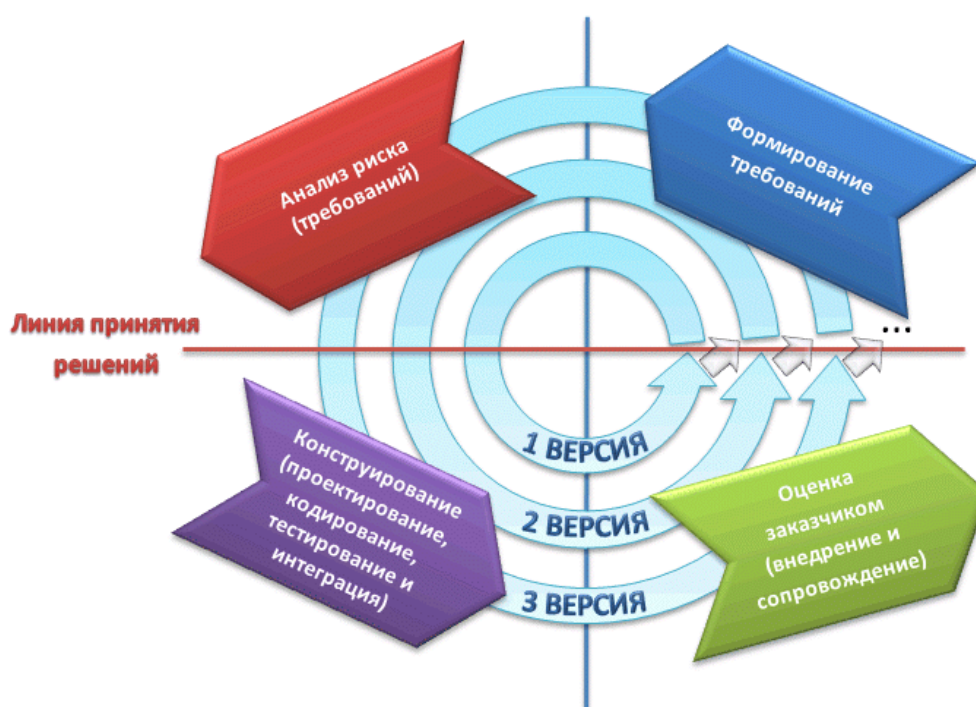 Анализ риска
(требований)
Формирование
требований
Линия принятия
решений
...
Конструирование
(проектирование,
кодирование,
тестирование и
интеграция)
1 ВЕРСИЯ
2 ВЕРСИЯ
3 ВЕРСИЯ
Оценка
заказчиком
(внедрение и
сопровождение)